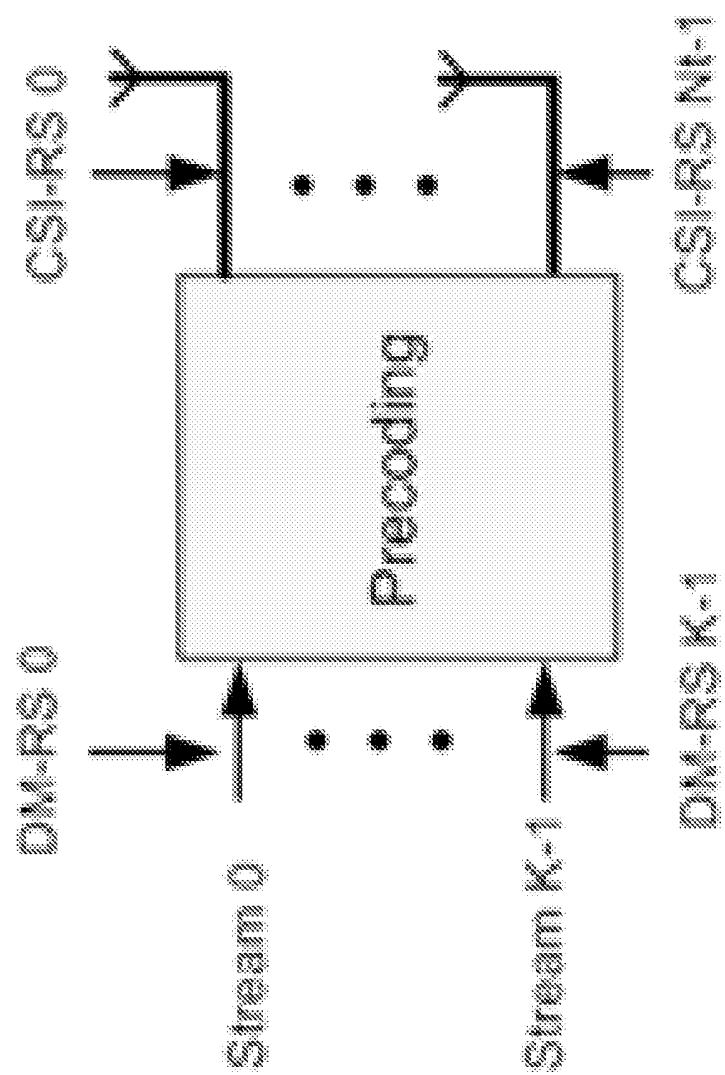 DM-RS 0
CSI-RS 0
Stream 0
Precoding
Stream K-1
DM-RS K-1
CSI-RS Nt-1